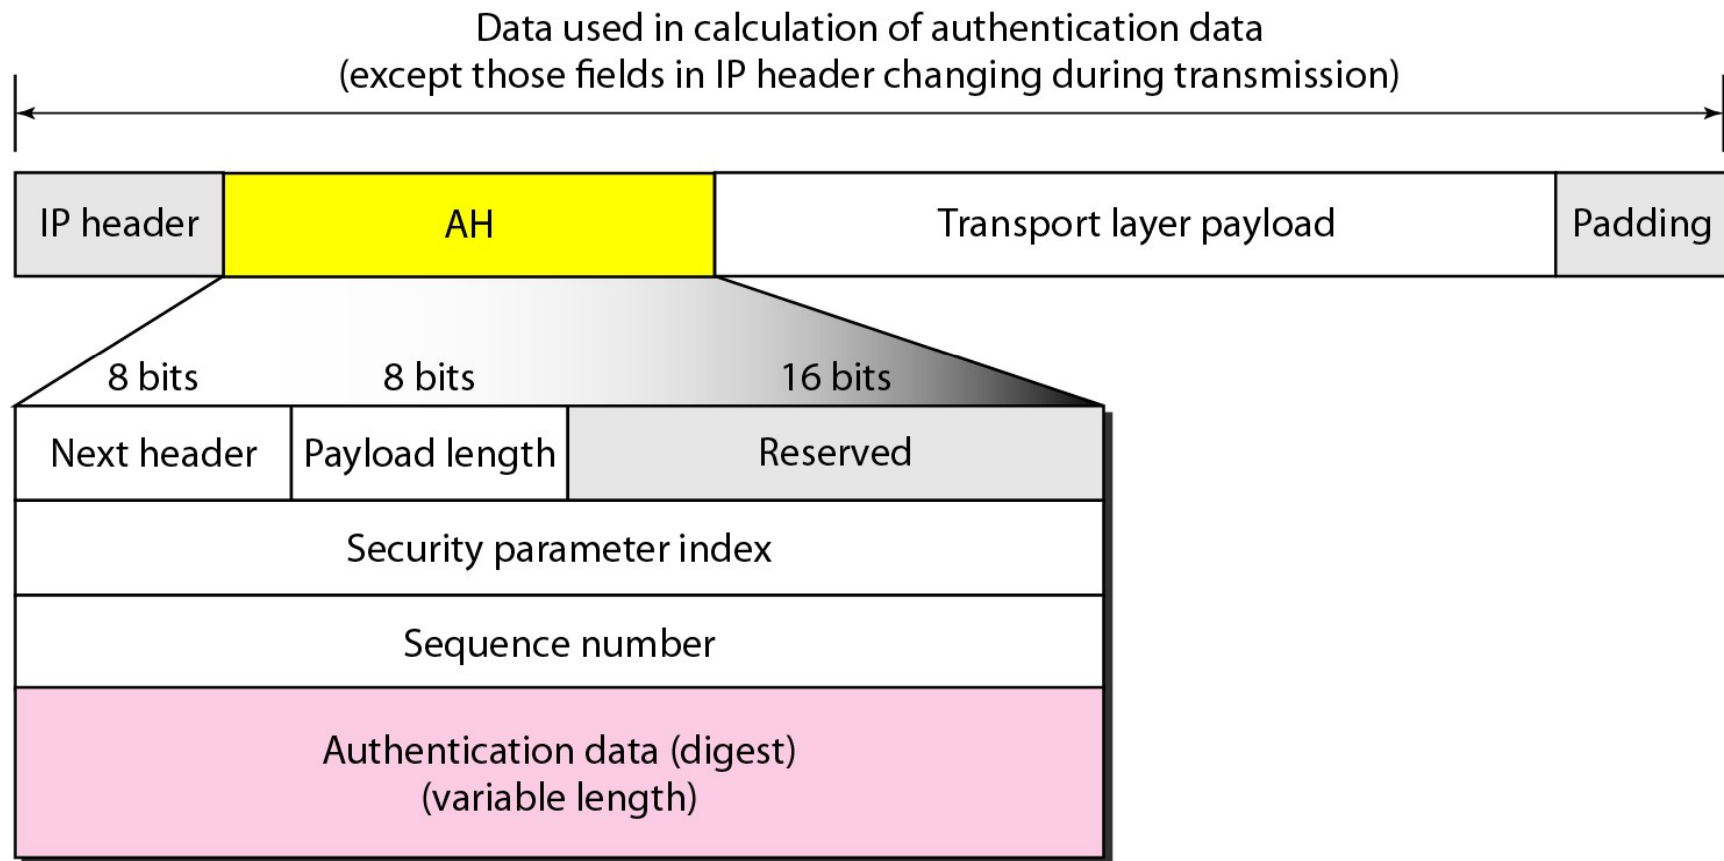 Data used in calculation of authentication data
(except those fields in IP header changing during transmission)
IP header
AH
Transport layer payload
Padding
8 bits
8 bits
16 bits
Next header
Payload length
Reserved
Security parameter index
Sequence number
Authentication data (digest)
(variable length)